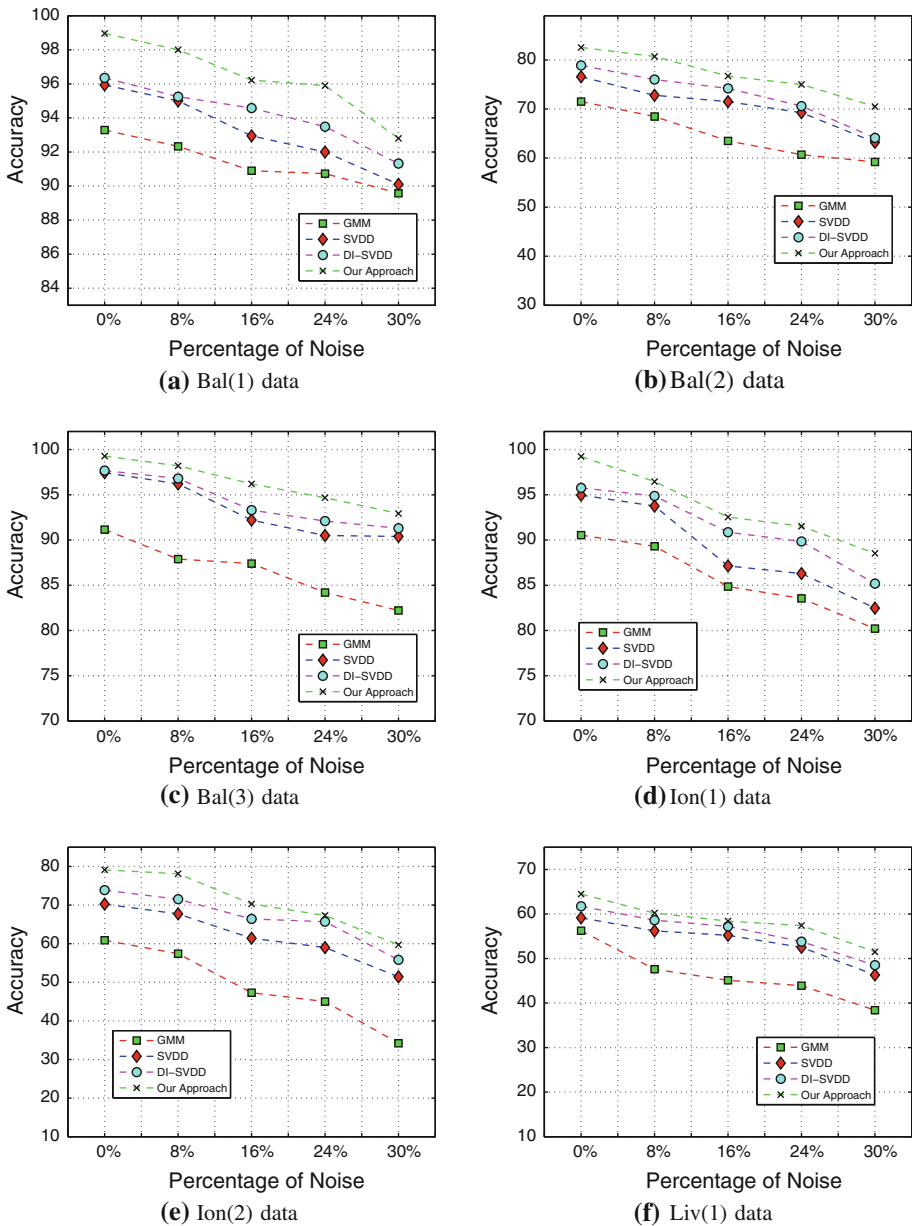 100
98
96
94
92
90
88
86
84
Accuracy
GMM
SVDD
DI-SVDD
Our Approach
0% 8% 16% 24% 30%
Percentage of Noise
(a) Bal(1) data
80
70
60
50
40
30
Accuracy
GMM
SVDD
DI-SVDD
Our Approach
0% 8% 16% 24% 30%
Percentage of Noise
(b) Bal(2) data
100
95
90
85
80
75
70
Accuracy
GMM
SVDD
DI-SVDD
Our Approach
0% 8% 16% 24% 30%
Percentage of Noise
(c) Bal(3) data
100
95
90
85
80
75
70
Accuracy
GMM
SVDD
DI-SVDD
Our Approach
0% 8% 16% 24% 30%
Percentage of Noise
(d) Ion(1) data
80
70
60
50
40
30
20
10
Accuracy
GMM
SVDD
DI-SVDD
Our Approach
0% 8% 16% 24% 30%
Percentage of Noise
(e) Ion(2) data
70
60
50
40
30
20
10
Accuracy
GMM
SVDD
DI-SVDD
Our Approach
0% 8% 16% 24% 30%
Percentage of Noise
(f) Liv(1) data